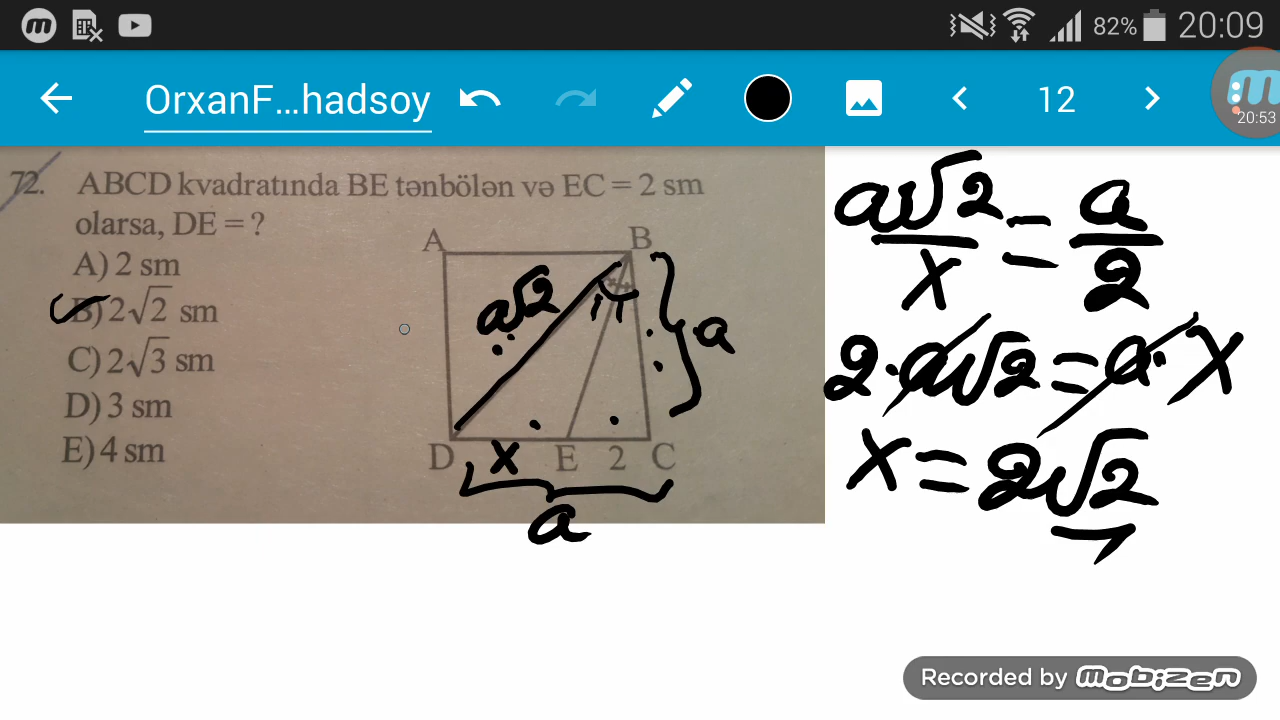 82% 20:09
OrxanF...hadsoy 12
20:53
72. ABCD kvadratında BE tənbölən və EC = 2 sm
olarsa, DE = ?
A) 2 sm
B) 2√2 sm
C) 2√3 sm
D) 3 sm
E) 4 sm
A B
a√2
a
D x E 2 C
a
a√2/x = a/2
2·a√2 = a·x
x = 2√2
Recorded by mobizen